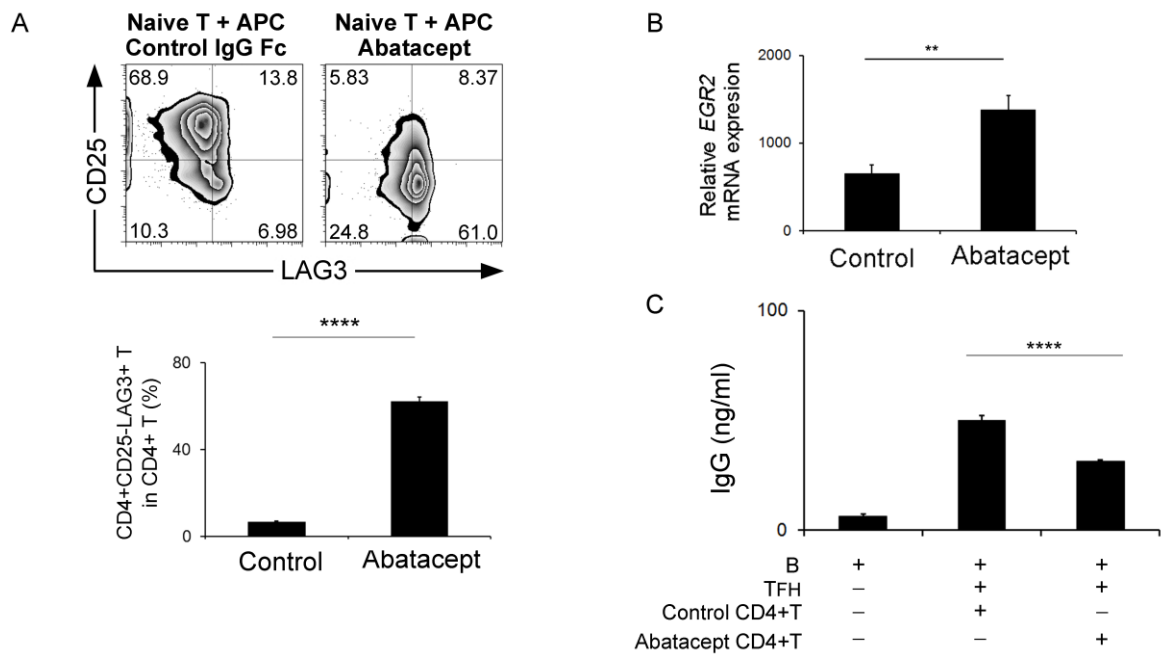 A
Naive T + APC
Control IgG Fc
Naive T + APC
Abatacept
68.9
13.8
5.83
8.37
10.3
6.98
24.8
61.0
CD25
LAG3
****
CD4+CD25-LAG3+ T
in CD4+ T (%)
80
40
0
Control
Abatacept
B
**
Relative EGR2
mRNA expresion
2000
1000
0
Control
Abatacept
C
****
IgG (ng/ml)
100
0
B + + +
TFH – + +
Control CD4+T – + –
Abatacept CD4+T – – +